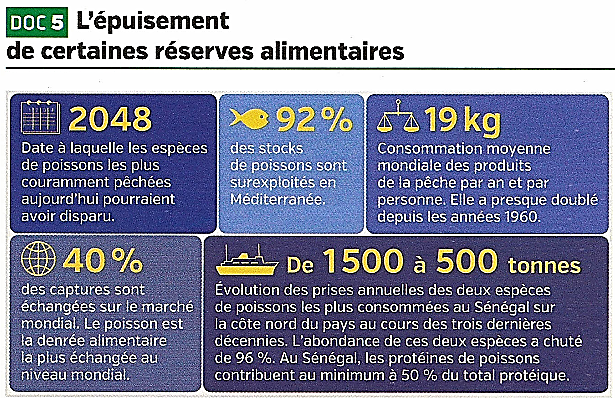 DOC 5 L'épuisement
de certaines réserves alimentaires
2048
Date à laquelle les espèces
de poissons les plus
couramment pêchées
aujourd'hui pourraient
avoir disparu.
92 %
des stocks
de poissons sont
surexploités en
Méditerranée.
19 kg
Consommation moyenne
mondiale des produits
de la pêche par an et par
personne. Elle a presque doublé
depuis les années 1960.
40 %
des captures sont
échangées sur le marché
mondial. Le poisson est
la denrée alimentaire
la plus échangée au
niveau mondial.
De 1500 à 500 tonnes
Évolution des prises annuelles des deux espèces
de poissons les plus consommées au Sénégal sur
la côte nord du pays au cours des trois dernières
décennies. L'abondance de ces deux espèces a chuté
de 96 %. Au Sénégal, les protéines de poissons
contribuent au minimum à 50 % du total protéique.